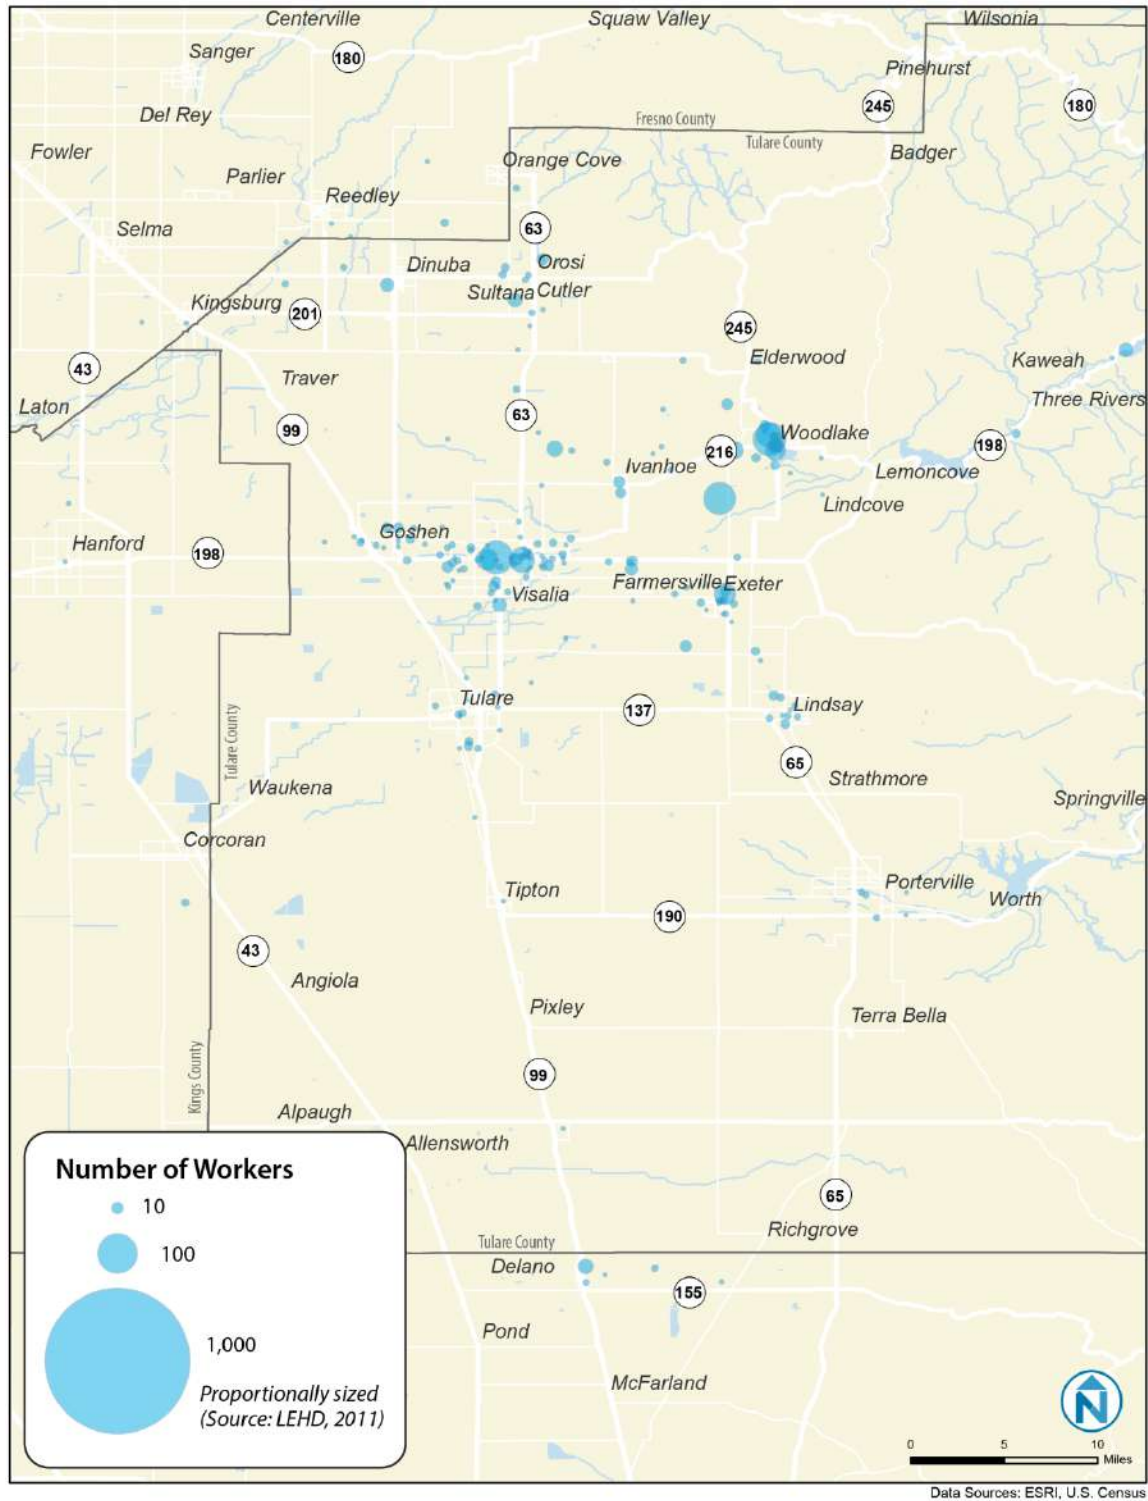 Centerville
Squaw Valley
Wilsonia
Sanger
180
Pinehurst
245
180
Del Rey
Fresno County
Tulare County
Fowler
Orange Cove
Badger
Parlier
Reedley
Selma
63
Dinuba
Orosi
Sultana
Cutler
Kingsburg
201
245
Elderwood
Kaweah
43
Traver
Three Rivers
Laton
63
99
Woodlake
216
198
Ivanhoe
Lemoncove
Lindcove
Goshen
Hanford
198
Farmersville
Exeter
Visalia
Tulare
137
Lindsay
Tulare County
65
Strathmore
Waukena
Springville
Corcoran
Porterville
Tipton
Worth
190
43
Angiola
Pixley
Terra Bella
99
Kings County
Alpaugh
Allensworth
65
Richgrove
Tulare County
Delano
155
Pond
McFarland
Number of Workers
10
100
1,000
Proportionally sized
(Source: LEHD, 2011)
N
0 5 10
Miles
Data Sources: ESRI, U.S. Census